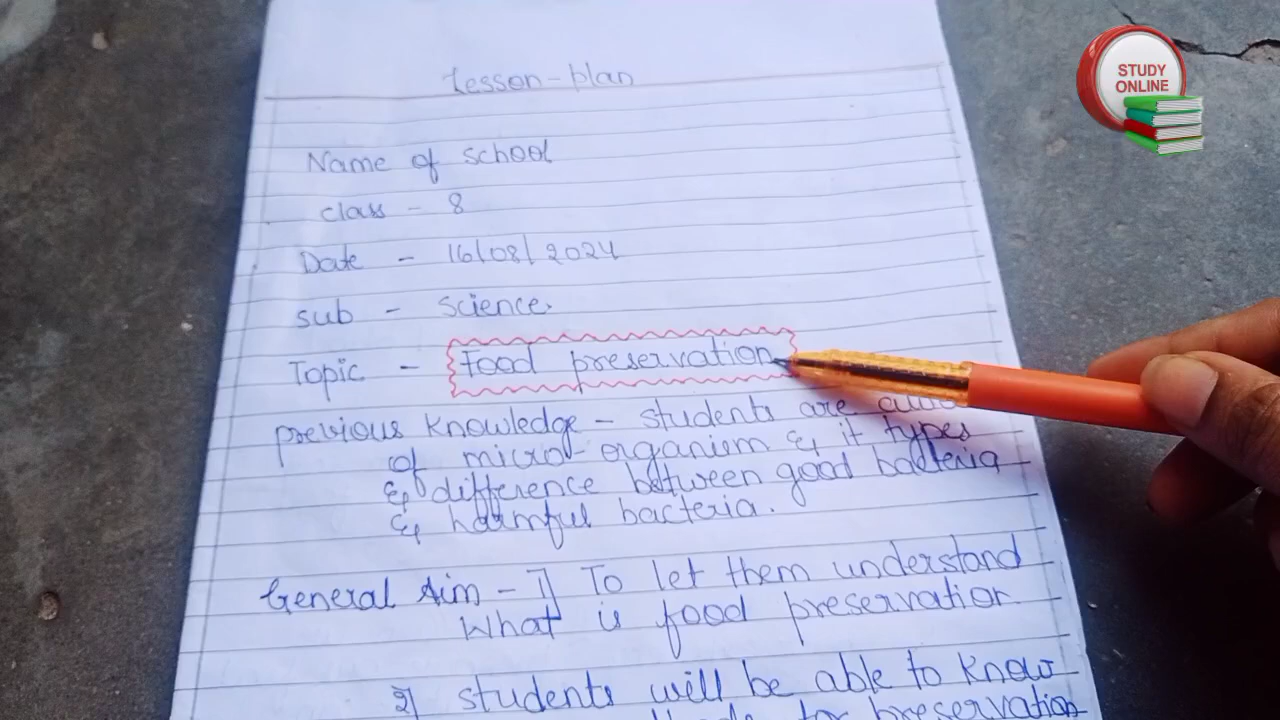 Lesson-plan
STUDY
ONLINE
Name of school
class - 8
Date - 16/08/2024
sub - science.
Topic - Food preservation
previous knowledge - students are
of micro-organism & it types
& difference between good bacteria
& harmful bacteria.
General Aim - 1] To let them understand
What is food preservation
2] students will be able to know
for preservation